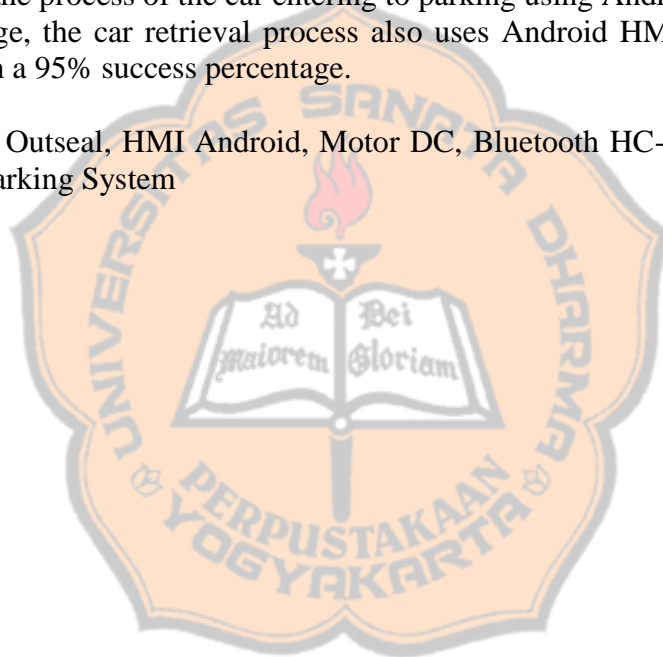 the process of the car entering to parking using Andr
ge, the car retrieval process also uses Android HM
n a 95% success percentage.
Outseal, HMI Android, Motor DC, Bluetooth HC-
arking System
UNIVERSITAS SANATA DHARMA
Ad Dei
Maiorem Gloriam
PERPUSTAKAAN
YOGYAKARTA